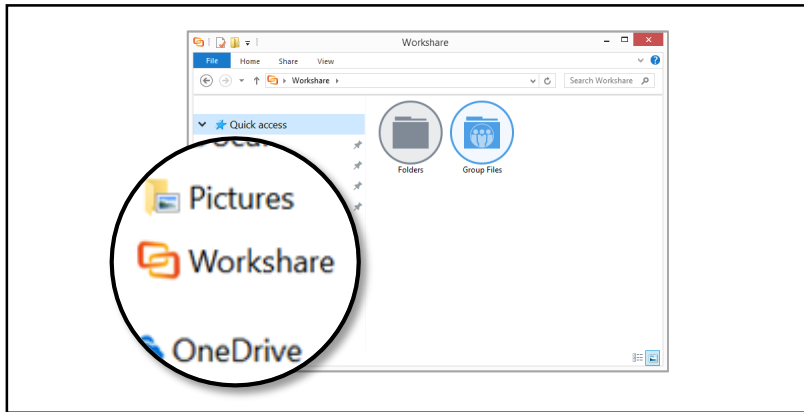 Workshare
File Home Share View
Workshare
Search Workshare
Quick access
Folders
Group Files
Pictures
Workshare
OneDrive